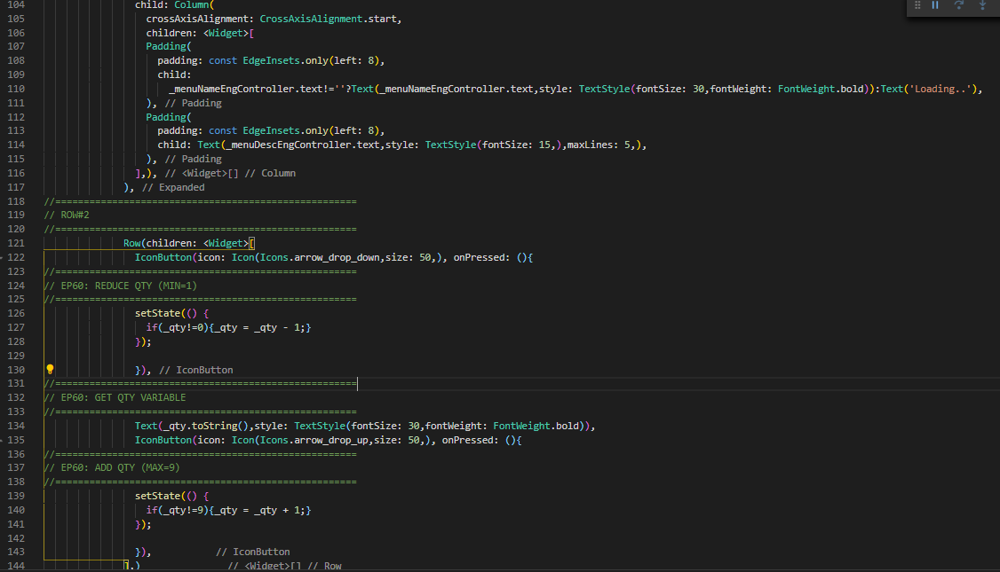 104 child: Column(
105 crossAxisAlignment: CrossAxisAlignment.start,
106 children: <Widget>[
107 Padding(
108 padding: const EdgeInsets.only(left: 8),
109 child:
110 _menuNameEngController.text!=''?Text(_menuNameEngController.text,style: TextStyle(fontSize: 30,fontWeight: FontWeight.bold)):Text('Loading..'),
111 ), // Padding
112 Padding(
113 padding: const EdgeInsets.only(left: 8),
114 child: Text(_menuDescEngController.text,style: TextStyle(fontSize: 15,),maxLines: 5,),
115 ), // Padding
116 ],), // <Widget>[] // Column
117 ), // Expanded
118 //=====================================================
119 // ROW#2
120 //=====================================================
121 Row(children: <Widget>[
122 IconButton(icon: Icon(Icons.arrow_drop_down,size: 50,), onPressed: (){
123 //=====================================================
124 // EP60: REDUCE QTY (MIN=1)
125 //=====================================================
126 setState(() {
127 if(_qty!=0){_qty = _qty - 1;}
128 });
129
130 }), // IconButton
131 //=====================================================
132 // EP60: GET QTY VARIABLE
133 //=====================================================
134 Text(_qty.toString(),style: TextStyle(fontSize: 30,fontWeight: FontWeight.bold)),
135 IconButton(icon: Icon(Icons.arrow_drop_up,size: 50,), onPressed: (){
136 //=====================================================
137 // EP60: ADD QTY (MAX=9)
138 //=====================================================
139 setState(() {
140 if(_qty!=9){_qty = _qty + 1;}
141 });
142
143 }), // IconButton
144 ],) // <Widget>[] // Row